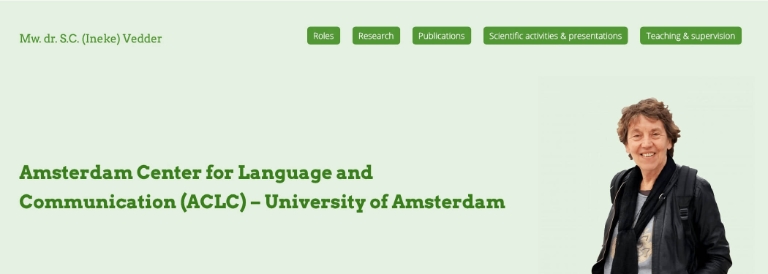 Mw. dr. S.C. (Ineke) Vedder
Roles
Research
Publications
Scientific activities & presentations
Teaching & supervision
Amsterdam Center for Language and
Communication (ACLC) – University of Amsterdam